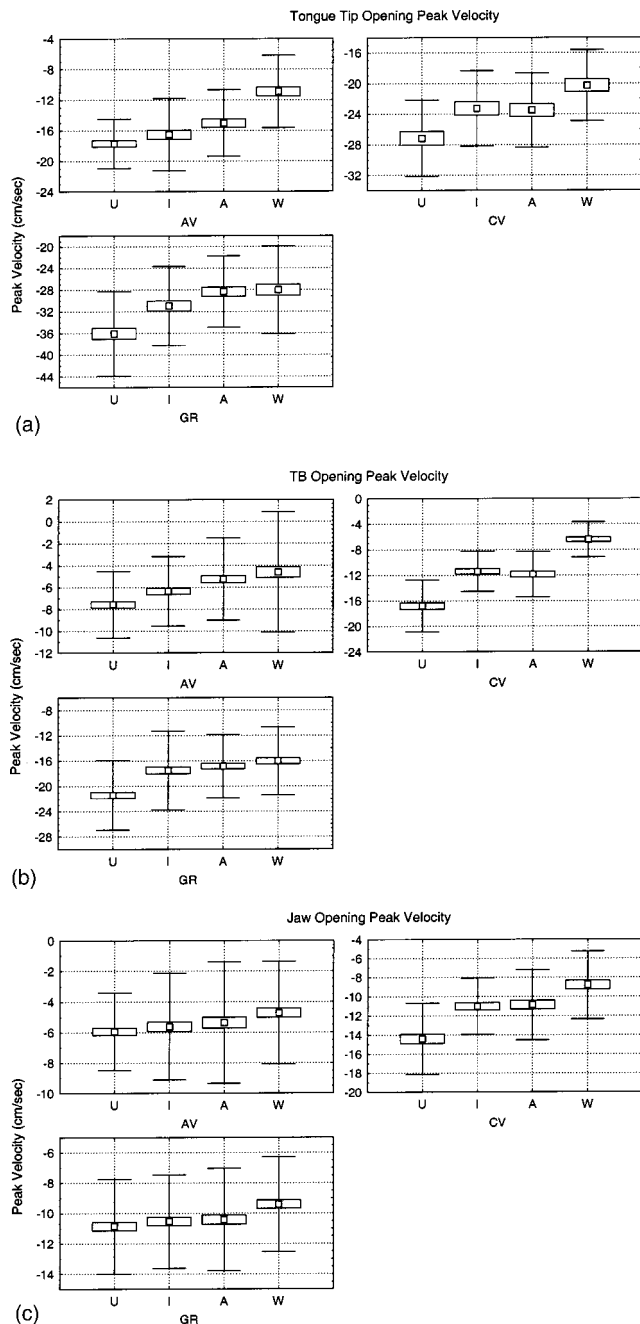 Tongue Tip Opening Peak Velocity
-4
-8
-12
-16
-20
-24
U I A W
AV
-16
-20
-24
-28
-32
U I A W
CV
Peak Velocity (cm/sec)
-20
-24
-28
-31
-36
-40
-44
U I A W
GR
(a)
TB Opening Peak Velocity
2
0
-2
-4
-6
-8
-10
-12
U I A W
AV
0
-4
-8
-12
-16
-20
-24
U I A W
CV
Peak Velocity (cm/sec)
-8
-12
-16
-21
-24
-28
U I A W
GR
(b)
Jaw Opening Peak Velocity
0
-2
-4
-6
-8
-10
U I A W
AV
-4
-6
-8
-10
-12
-14
-16
-18
-20
U I A W
CV
Peak Velocity (cm/sec)
-6
-8
-10
-11
-14
U I A W
GR
(c)